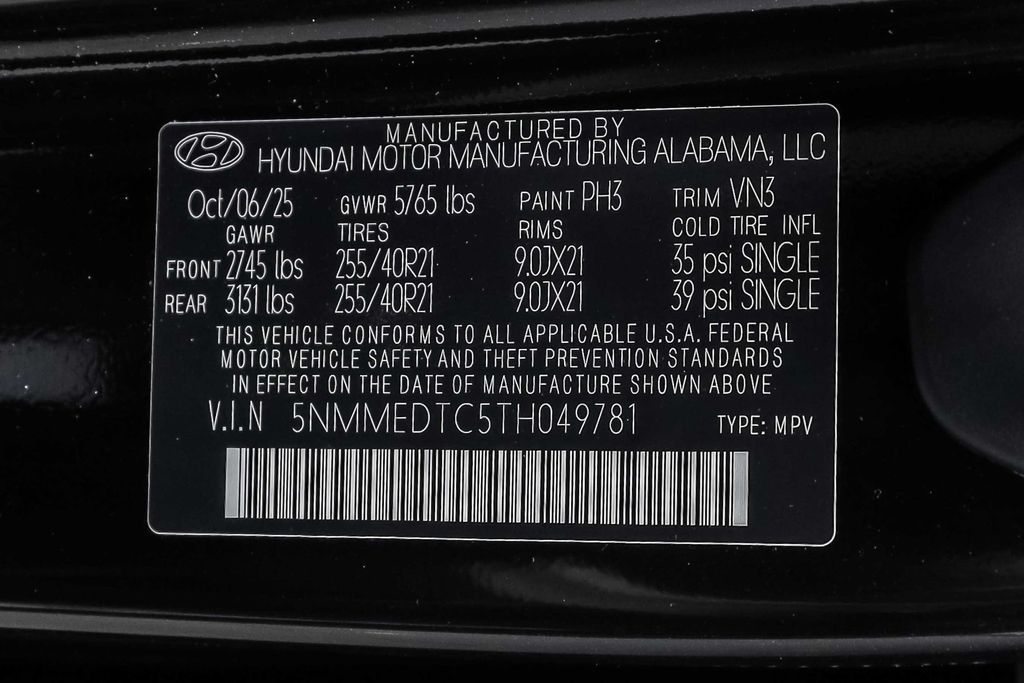 MANUFACTURED BY
HYUNDAI MOTOR MANUFACTURING ALABAMA, LLC
Oct/06/25 GVWR 5765 lbs PAINT PH3 TRIM VN3
GAWR TIRES RIMS COLD TIRE INFL
FRONT 2745 lbs 255/40R21 9.0JX21 35 psi SINGLE
REAR 3131 lbs 255/40R21 9.0JX21 39 psi SINGLE
THIS VEHICLE CONFORMS TO ALL APPLICABLE U.S.A. FEDERAL
MOTOR VEHICLE SAFETY AND THEFT PREVENTION STANDARDS
IN EFFECT ON THE DATE OF MANUFACTURE SHOWN ABOVE
V.I.N 5NMMEDTC5TH049781 TYPE: MPV